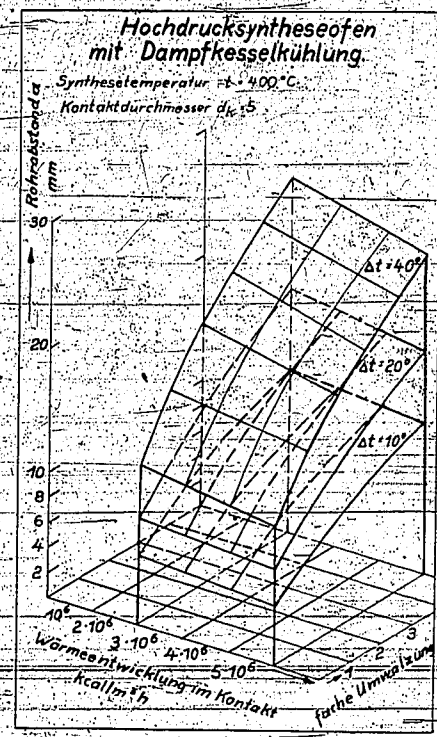 Hochdrucksyntheseofen
mit Dampfkesselkühlung.
Synthesetemperatur t = 400°C
Kontaktdurchmesser dk = 5
Rohrabstand a
mm
30
20
10
8
6
4
2
Δt = 40°
Δt = 20°
Δt = 10°
10⁶
2·10⁶
3·10⁶
4·10⁶
5·10⁶
Wärmeentwicklung im Kontakt
kcal/m³h
1
2
3
fache Umwälzung